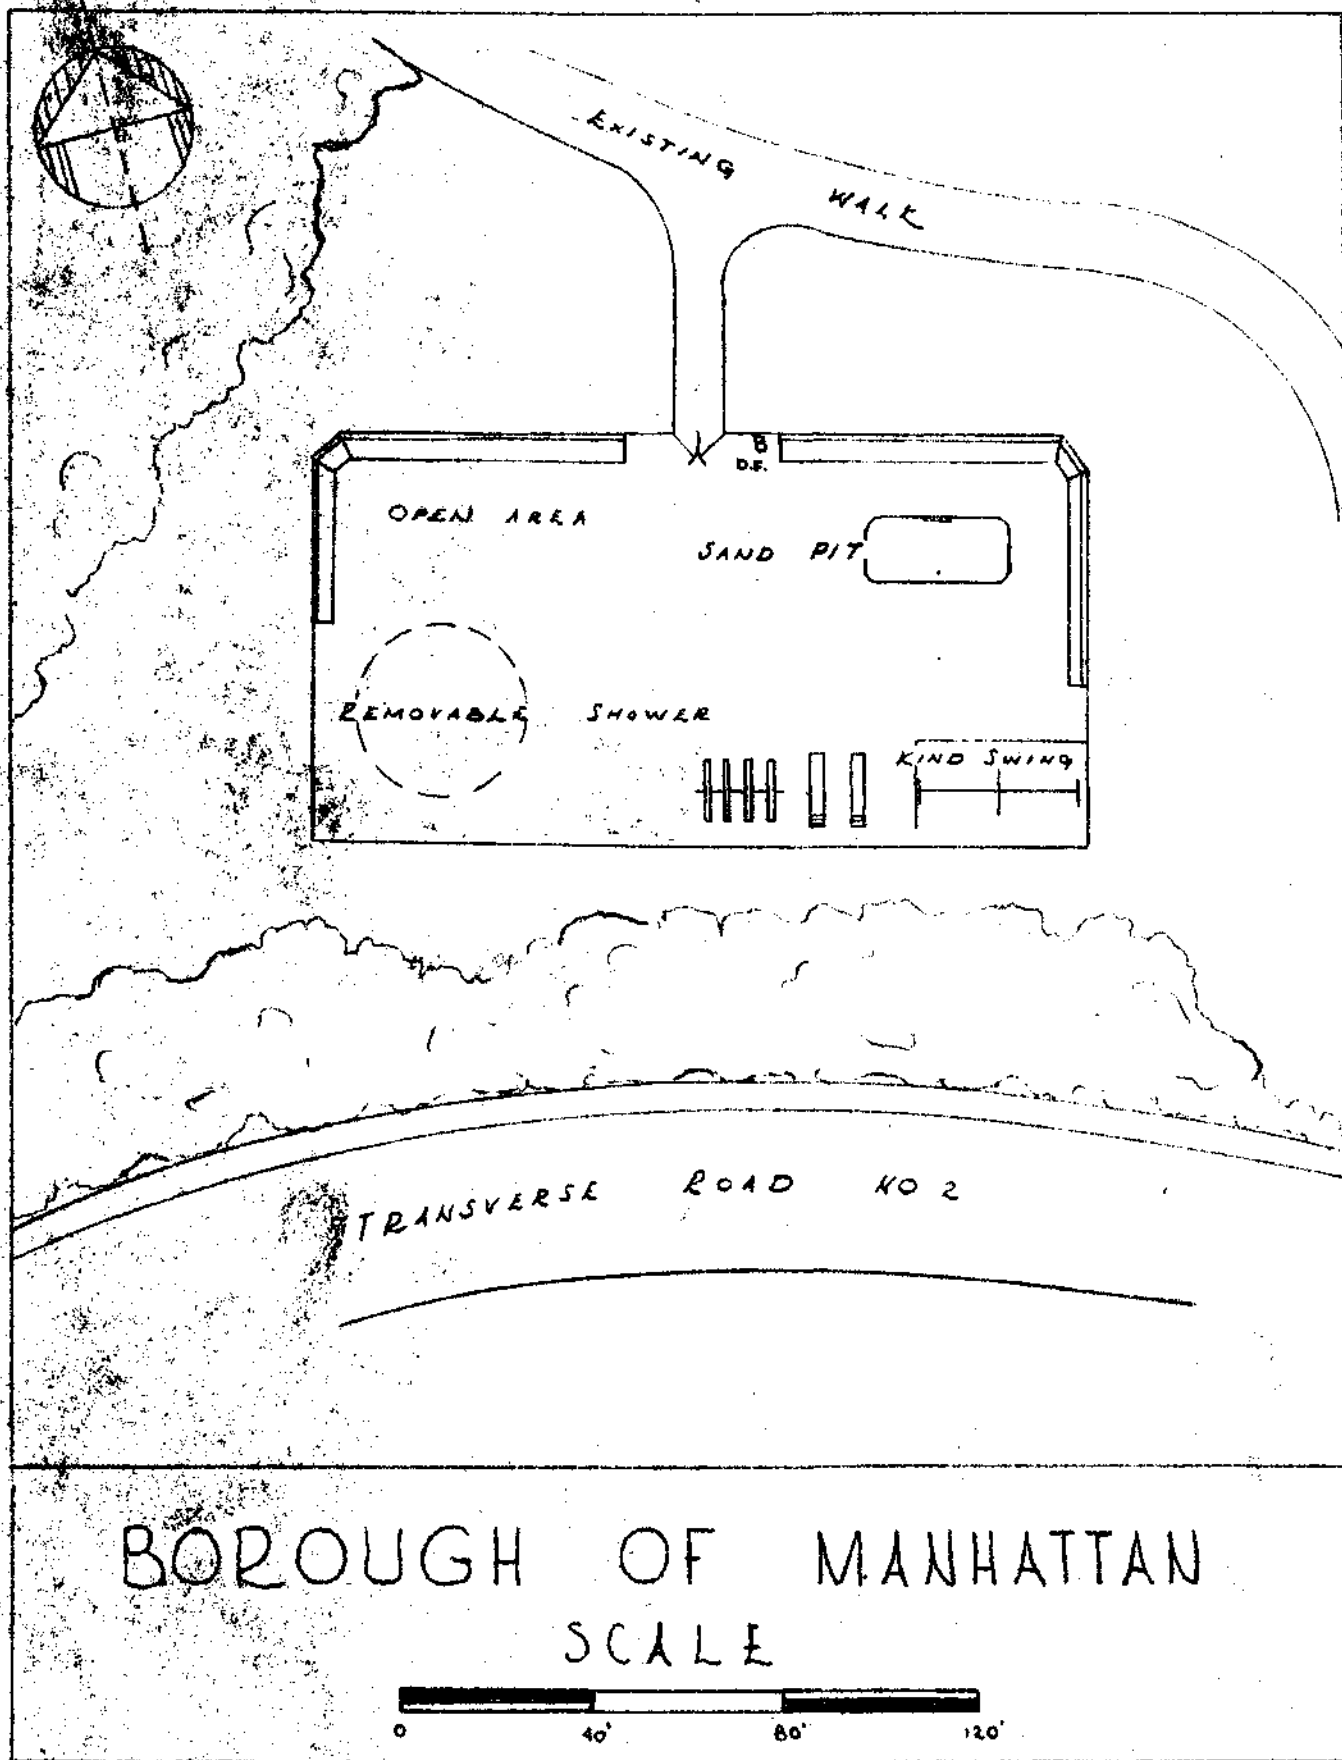 EXISTING WALK
B
D.F.
OPEN AREA
SAND PIT
REMOVABLE SHOWER
KIND SWING
TRANSVERSE ROAD NO 2
BOROUGH OF MANHATTAN
SCALE
0 40' 80' 120'